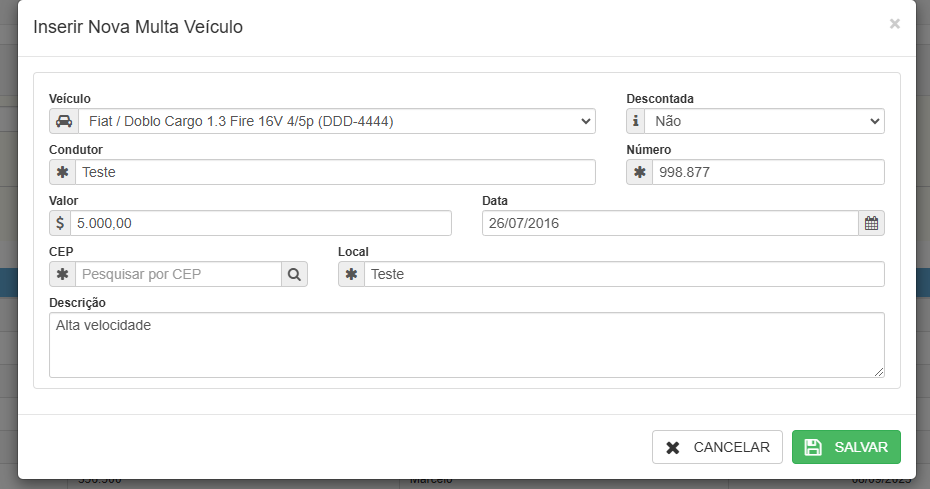 Inserir Nova Multa Veículo
×
Veículo
Descontada
Fiat / Doblo Cargo 1.3 Fire 16V 4/5p (DDD-4444)
Não
Condutor
Número
Teste
998.877
Valor
Data
$ 5.000,00
26/07/2016
CEP
Local
Pesquisar por CEP
Teste
Descrição
Alta velocidade
CANCELAR
SALVAR